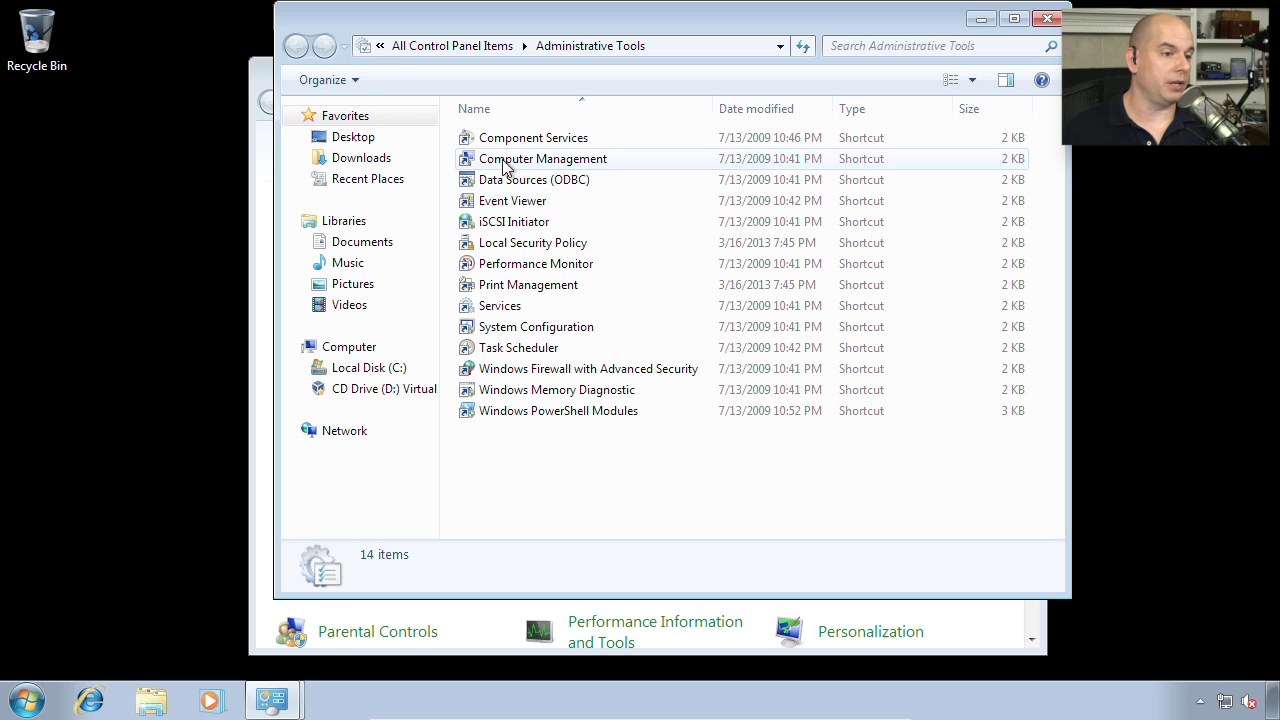 Recycle Bin
« All Control Panel Items ▸ Administrative Tools
Search Administrative Tools
Organize
Name Date modified Type Size
Favorites
Desktop
Downloads
Recent Places
Libraries
Documents
Music
Pictures
Videos
Computer
Local Disk (C:)
CD Drive (D:) Virtual
Network
Component Services 7/13/2009 10:46 PM Shortcut 2 KB
Computer Management 7/13/2009 10:41 PM Shortcut 2 KB
Data Sources (ODBC) 7/13/2009 10:41 PM Shortcut 2 KB
Event Viewer 7/13/2009 10:42 PM Shortcut 2 KB
iSCSI Initiator 7/13/2009 10:41 PM Shortcut 2 KB
Local Security Policy 3/16/2013 7:45 PM Shortcut 2 KB
Performance Monitor 7/13/2009 10:41 PM Shortcut 2 KB
Print Management 3/16/2013 7:45 PM Shortcut 2 KB
Services 7/13/2009 10:41 PM Shortcut 2 KB
System Configuration 7/13/2009 10:41 PM Shortcut 2 KB
Task Scheduler 7/13/2009 10:42 PM Shortcut 2 KB
Windows Firewall with Advanced Security 7/13/2009 10:41 PM Shortcut 2 KB
Windows Memory Diagnostic 7/13/2009 10:41 PM Shortcut 2 KB
Windows PowerShell Modules 7/13/2009 10:52 PM Shortcut 3 KB
14 items
Parental Controls
Performance Information
and Tools
Personalization